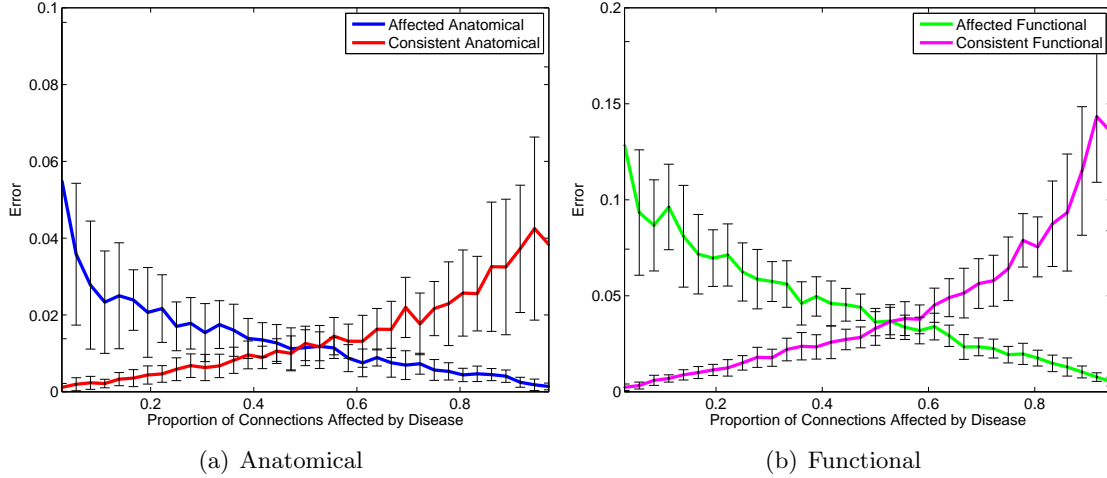 0.1
0.08
0.06
0.04
0.02
0
Error
0.2
0.4
0.6
0.8
Proportion of Connections Affected by Disease
Affected Anatomical
Consistent Anatomical
(a) Anatomical
0.2
0.15
0.1
0.05
0
Error
0.2
0.4
0.6
0.8
Proportion of Connections Affected by Disease
Affected Functional
Consistent Functional
(b) Functional